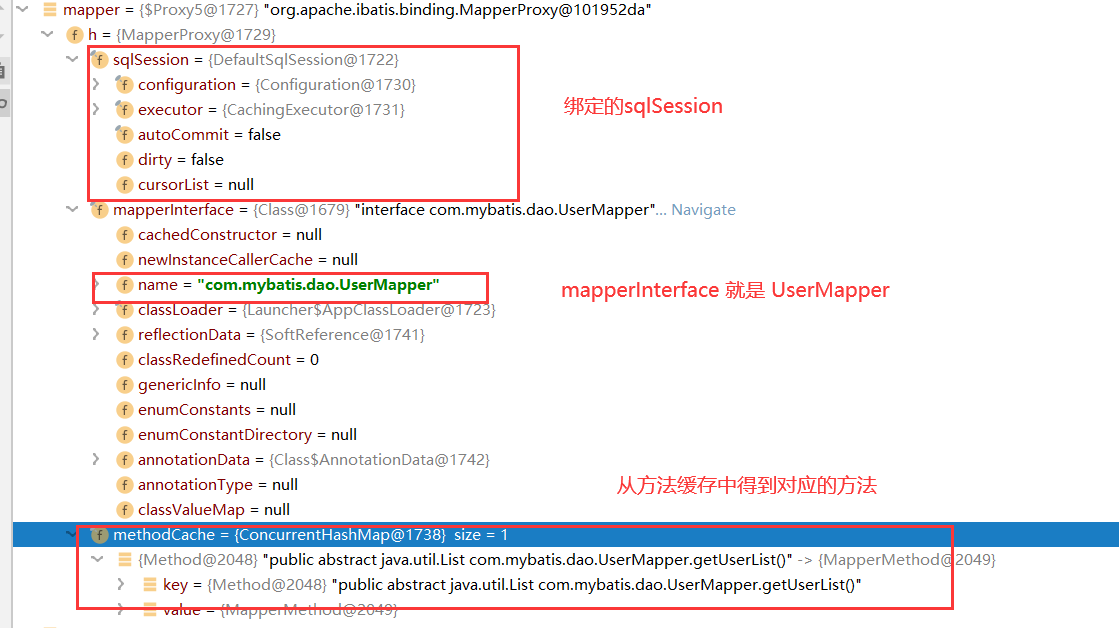 mapper = {$Proxy5@1727} "org.apache.ibatis.binding.MapperProxy@101952da"
h = {MapperProxy@1729}
sqlSession = {DefaultSqlSession@1722}
configuration = {Configuration@1730}
executor = {CachingExecutor@1731}
绑定的sqlSession
autoCommit = false
dirty = false
cursorList = null
mapperInterface = {Class@1679} "interface com.mybatis.dao.UserMapper"... Navigate
cachedConstructor = null
newInstanceCallerCache = null
name = "com.mybatis.dao.UserMapper"
mapperInterface 就是 UserMapper
classLoader = {Launcher$AppClassLoader@1723}
reflectionData = {SoftReference@1741}
classRedefinedCount = 0
genericInfo = null
enumConstants = null
enumConstantDirectory = null
annotationData = {Class$AnnotationData@1742}
annotationType = null
从方法缓存中得到对应的方法
classValueMap = null
methodCache = {ConcurrentHashMap@1738} size = 1
{Method@2048} "public abstract java.util.List com.mybatis.dao.UserMapper.getUserList()" -> {MapperMethod@2049}
key = {Method@2048} "public abstract java.util.List com.mybatis.dao.UserMapper.getUserList()"
value = {MapperMethod@2049}